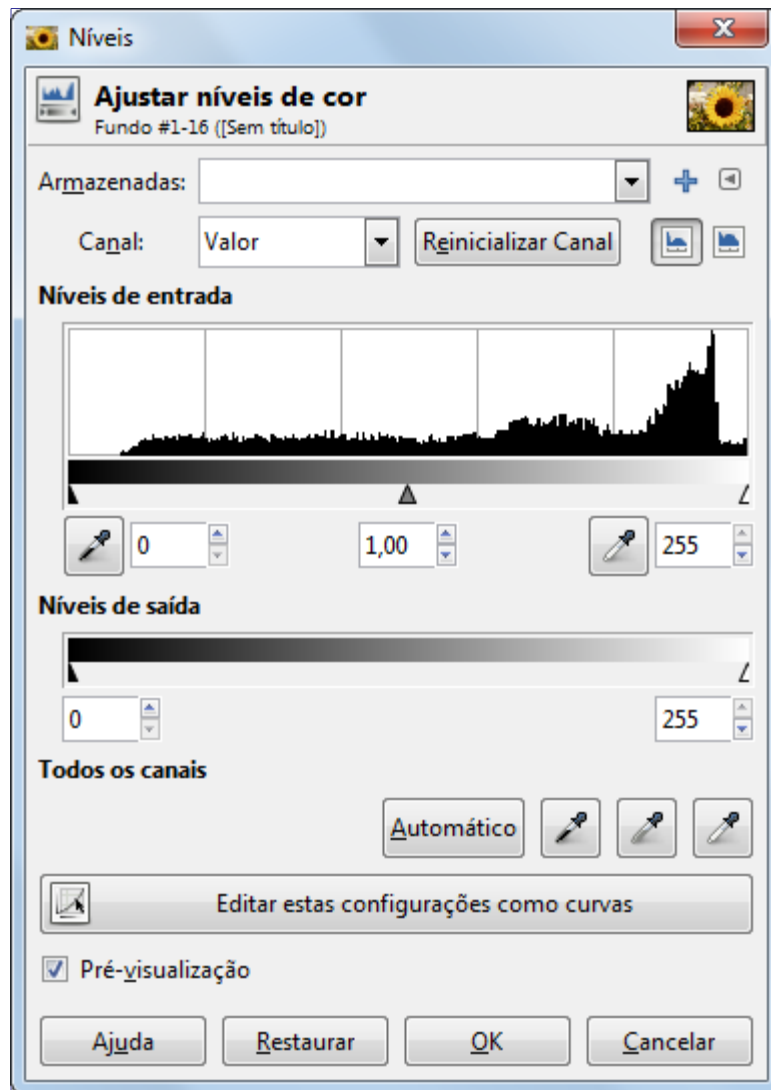 Níveis
Ajustar níveis de cor
Fundo #1-16 ([Sem título])
Armazenadas:
Canal: Valor Reinicializar Canal
Níveis de entrada
0 1,00 255
Níveis de saída
0 255
Todos os canais
Automático
Editar estas configurações como curvas
Pré-visualização
Ajuda Restaurar OK Cancelar